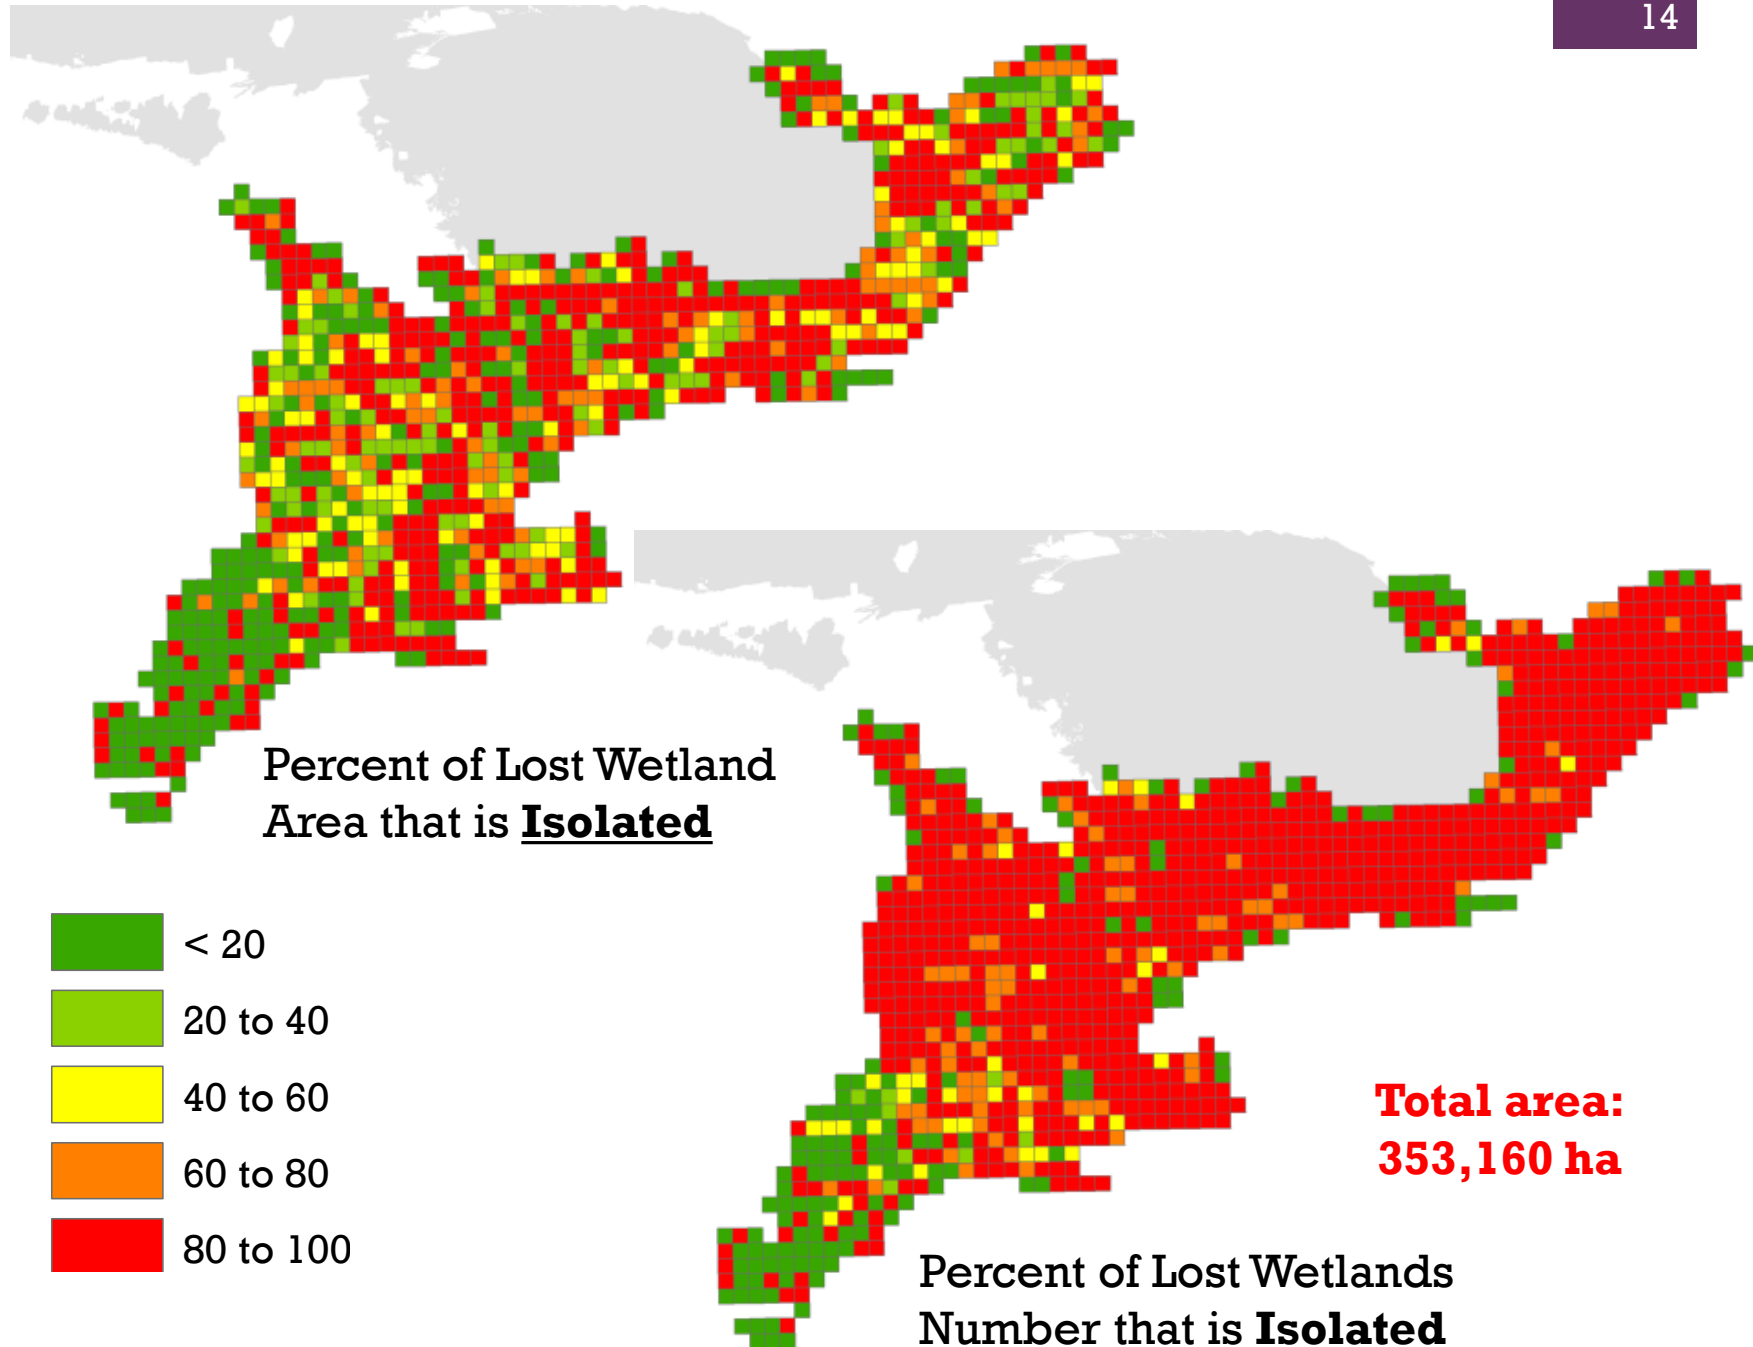 14
Percent of Lost Wetland
Area that is Isolated
< 20
20 to 40
40 to 60
60 to 80
80 to 100
Total area:
353,160 ha
Percent of Lost Wetlands
Number that is Isolated